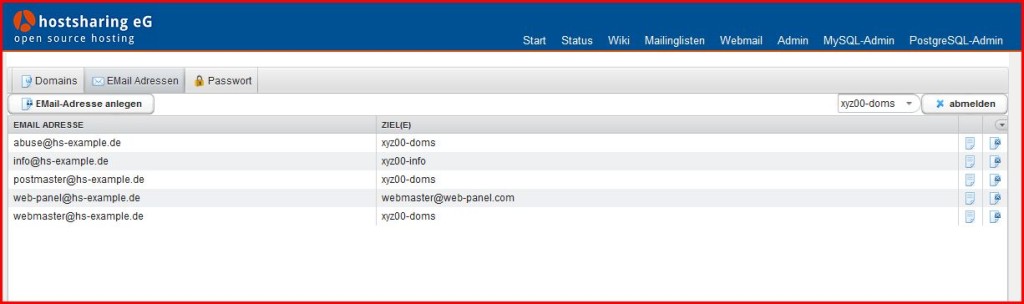 hostsharing eG
open source hosting
Start Status Wiki Mailinglisten Webmail Admin MySQL-Admin PostgreSQL-Admin
Domains EMail Adressen Passwort
EMail-Adresse anlegen xyz00-doms abmelden
EMAIL ADRESSE ZIEL(E)
abuse@hs-example.de xyz00-doms
info@hs-example.de xyz00-info
postmaster@hs-example.de xyz00-doms
web-panel@hs-example.de webmaster@web-panel.com
webmaster@hs-example.de xyz00-doms